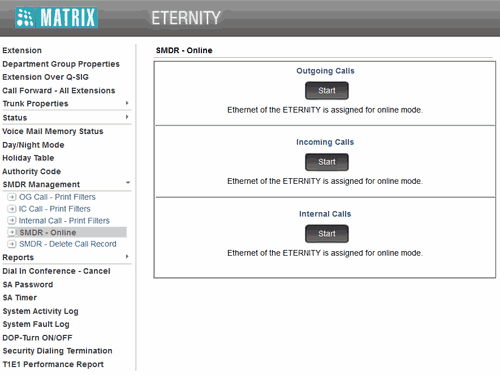 MATRIX
ETERNITY
Extension
Department Group Properties
Extension Over Q-SIG
Call Forward - All Extensions
Trunk Properties
Status
Voice Mail Memory Status
Day/Night Mode
Holiday Table
Authority Code
SMDR Management
OG Call - Print Filters
IC Call - Print Filters
Internal Call - Print Filters
SMDR - Online
SMDR - Delete Call Record
Reports
Dial In Conference - Cancel
SA Password
SA Timer
System Activity Log
System Fault Log
DOP-Turn ON/OFF
Security Dialing Termination
T1E1 Performance Report
SMDR - Online
Outgoing Calls
Start
Ethernet of the ETERNITY is assigned for online mode.
Incoming Calls
Start
Ethernet of the ETERNITY is assigned for online mode.
Internal Calls
Start
Ethernet of the ETERNITY is assigned for online mode.